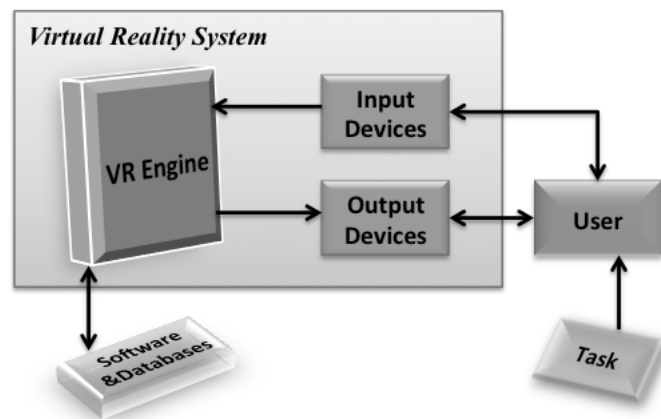 Virtual Reality System
Input
Devices
VR Engine
Output
Devices
User
Software
&Databases
Task